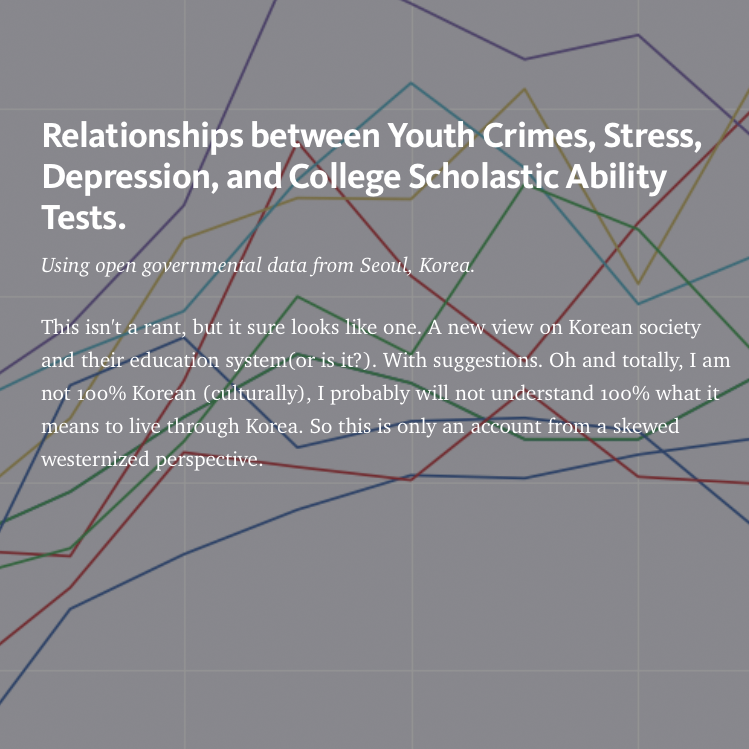 Relationships between Youth Crimes, Stress,
Depression, and College Scholastic Ability
Tests.
Using open governmental data from Seoul, Korea.
This isn't a rant, but it sure looks like one. A new view on Korean society
and their education system(or is it?). With suggestions. Oh and totally, I am
not 100% Korean (culturally), I probably will not understand 100% what it
means to live through Korea. So this is only an account from a skewed
westernized perspective.